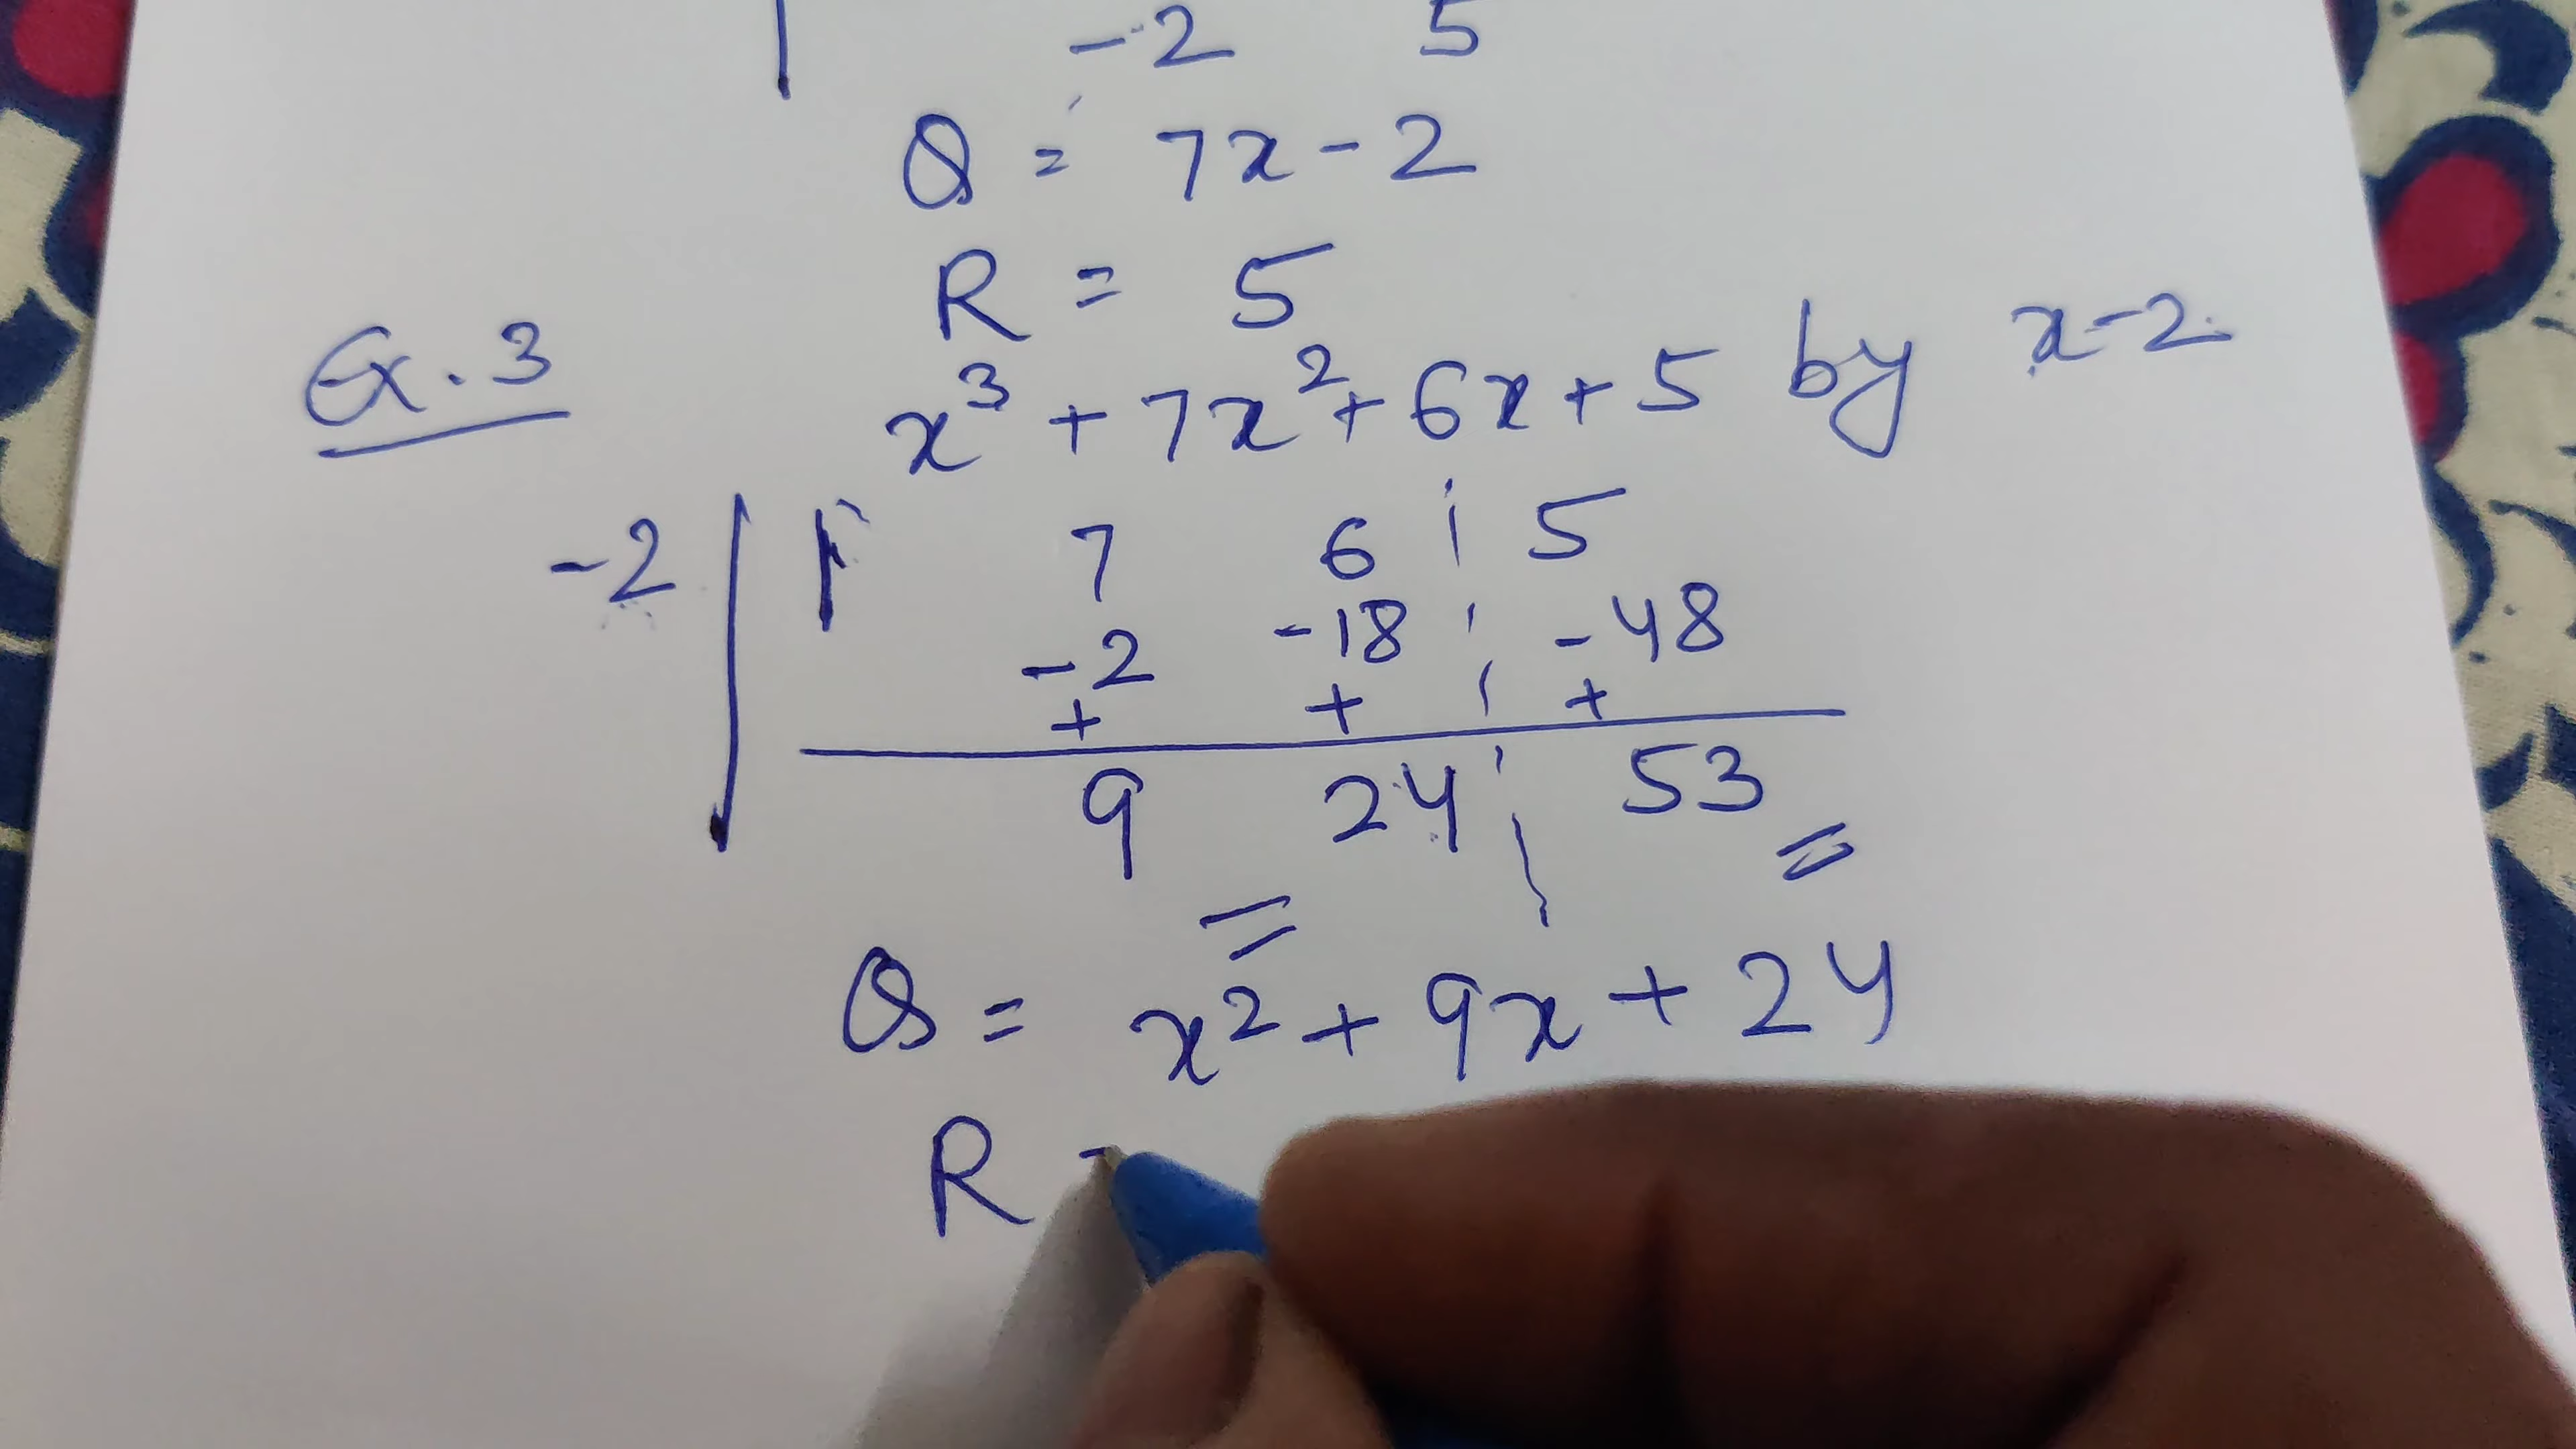 -2 5
Q = 7x - 2
R = 5
Ex. 3 x³ + 7x² + 6x + 5 by x-2
-2 | 1 7 6 5
-2 -18 -48
+ + +
9 24 53
Q = x² + 9x + 24
R -